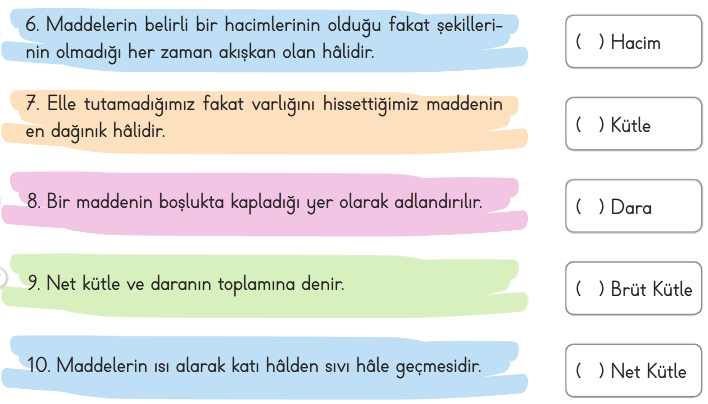 6. Maddelerin belirli bir hacimlerinin olduğu fakat şekilleri-
nin olmadığı her zaman akışkan olan hâlidir.
( ) Hacim
7. Elle tutamadığımız fakat varlığını hissettiğimiz maddenin
en dağınık hâlidir.
( ) Kütle
8. Bir maddenin boşlukta kapladığı yer olarak adlandırılır.
( ) Dara
9. Net kütle ve daranın toplamına denir.
( ) Brüt Kütle
10. Maddelerin ısı alarak katı hâlden sıvı hâle geçmesidir.
( ) Net Kütle